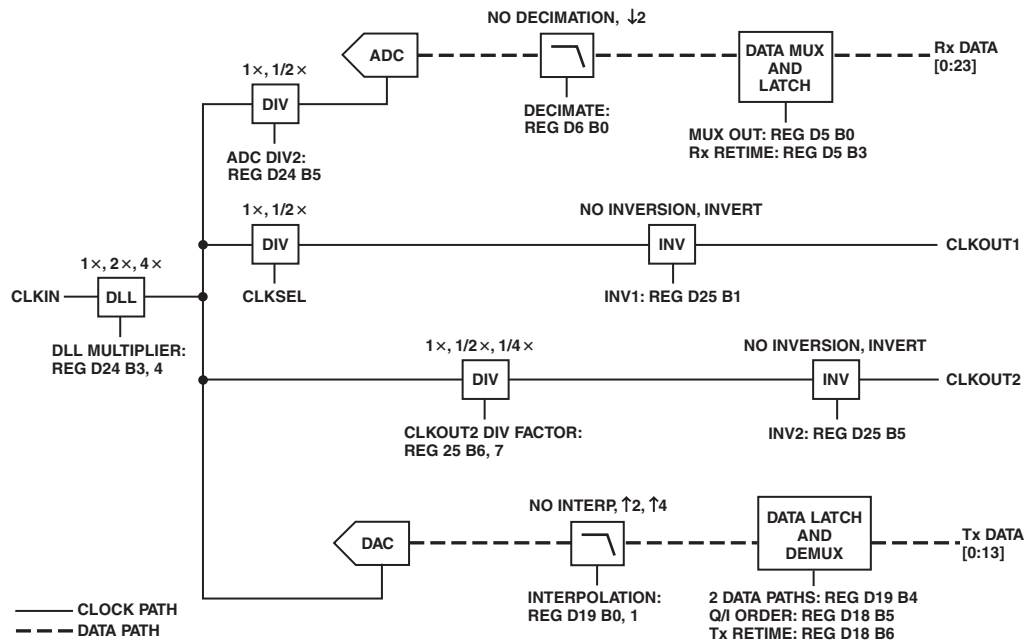 NO DECIMATION, ↓2
ADC
DATA MUX
AND
LATCH
Rx DATA
[0:23]
1×, 1/2×
DIV
DECIMATE:
REG D6 B0
MUX OUT: REG D5 B0
Rx RETIME: REG D5 B3
ADC DIV2:
REG D24 B5
1×, 1/2×
NO INVERSION, INVERT
DIV
INV
CLKOUT1
CLKSEL
INV1: REG D25 B1
1×, 2×, 4×
CLKIN
DLL
DLL MULTIPLIER:
REG D24 B3, 4
1×, 1/2×, 1/4×
NO INVERSION, INVERT
DIV
INV
CLKOUT2
CLKOUT2 DIV FACTOR:
REG 25 B6, 7
INV2: REG D25 B5
NO INTERP, ↑2, ↑4
DAC
DATA LATCH
AND
DEMUX
Tx DATA
[0:13]
INTERPOLATION:
REG D19 B0, 1
2 DATA PATHS: REG D19 B4
Q/I ORDER: REG D18 B5
Tx RETIME: REG D18 B6
CLOCK PATH
DATA PATH